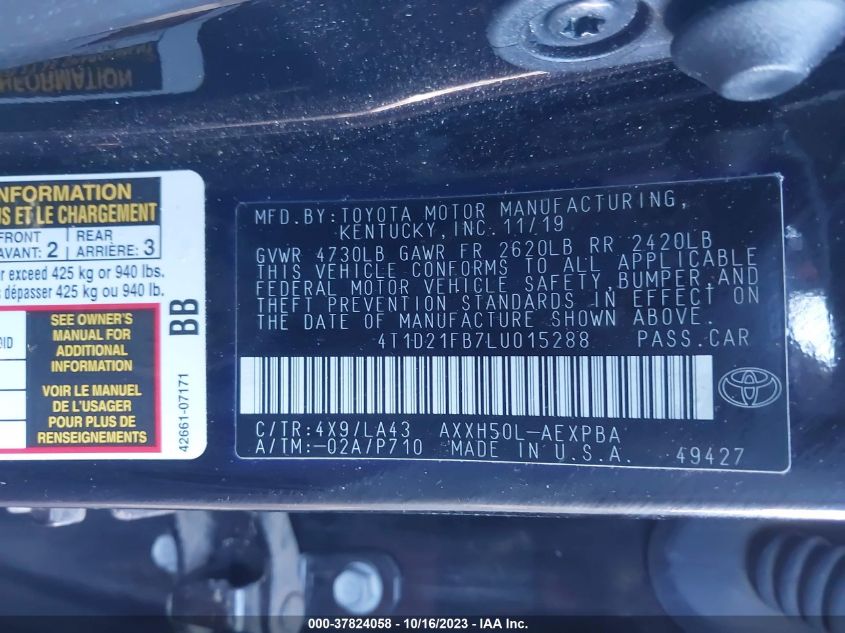 INFORMATION
NFORMATION
US ET LE CHARGEMENT
FRONT
AVANT: 2
REAR
ARRIÈRE: 3
r exceed 425 kg or 940 lbs.
s dépasser 425 kg ou 940 lb.
SEE OWNER'S
MANUAL FOR
ADDITIONAL
INFORMATION
VOIR LE MANUEL
DE L'USAGER
POUR PLUS DE
RENSEIGNEMENTS
BB
42661-07171
MFD.BY:TOYOTA MOTOR MANUFACTURING,
KENTUCKY,INC.11/19
GVWR 4730LB GAWR FR 2620LB RR 2420LB
THIS VEHICLE CONFORMS TO ALL APPLICABLE
FEDERAL MOTOR VEHICLE SAFETY,BUMPER,AND
THEFT PREVENTION STANDARDS IN EFFECT ON
THE DATE OF MANUFACTURE SHOWN ABOVE.
4T1D21FB7LU015288 PASS.CAR
C/TR:4X9/LA43 AXXH50L-AEXPBA
A/TM:-02A/P710 MADE IN U.S.A. 49427
000-37824058 - 10/16/2023 - IAA Inc.